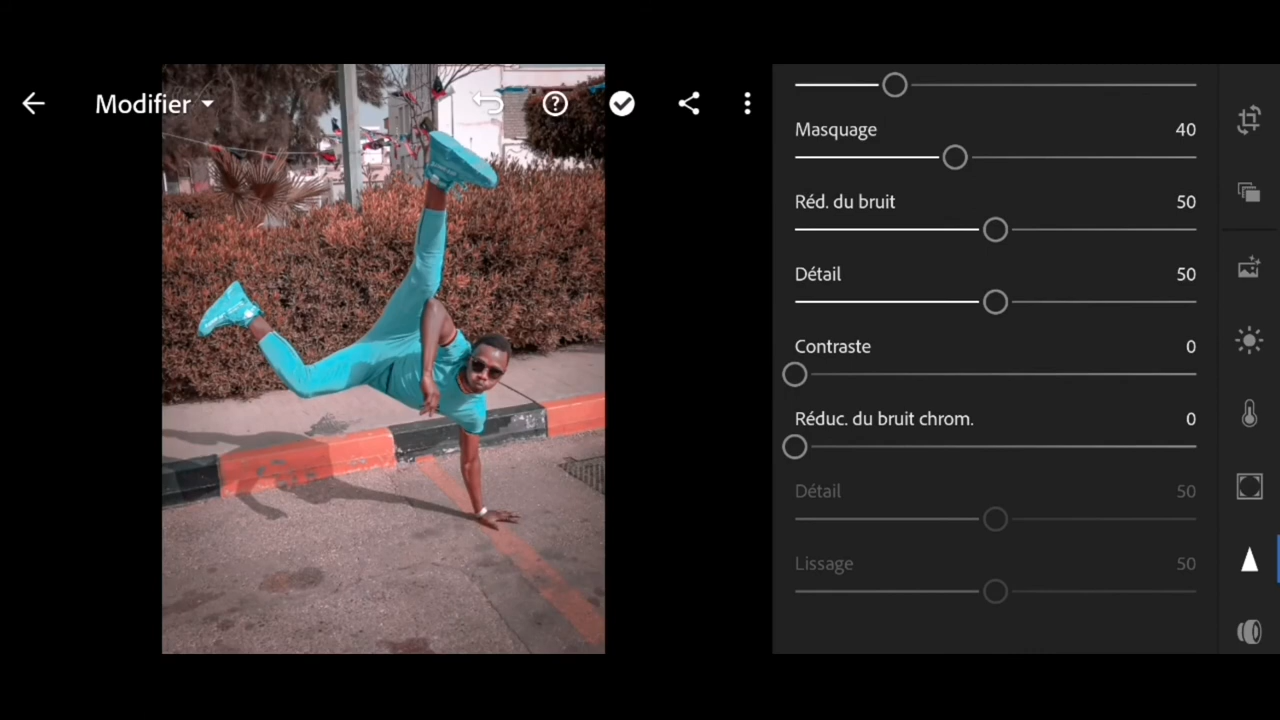 Modifier
Masquage 40
Réd. du bruit 50
Détail 50
Contraste 0
Réduc. du bruit chrom. 0
Détail 50
Lissage 50